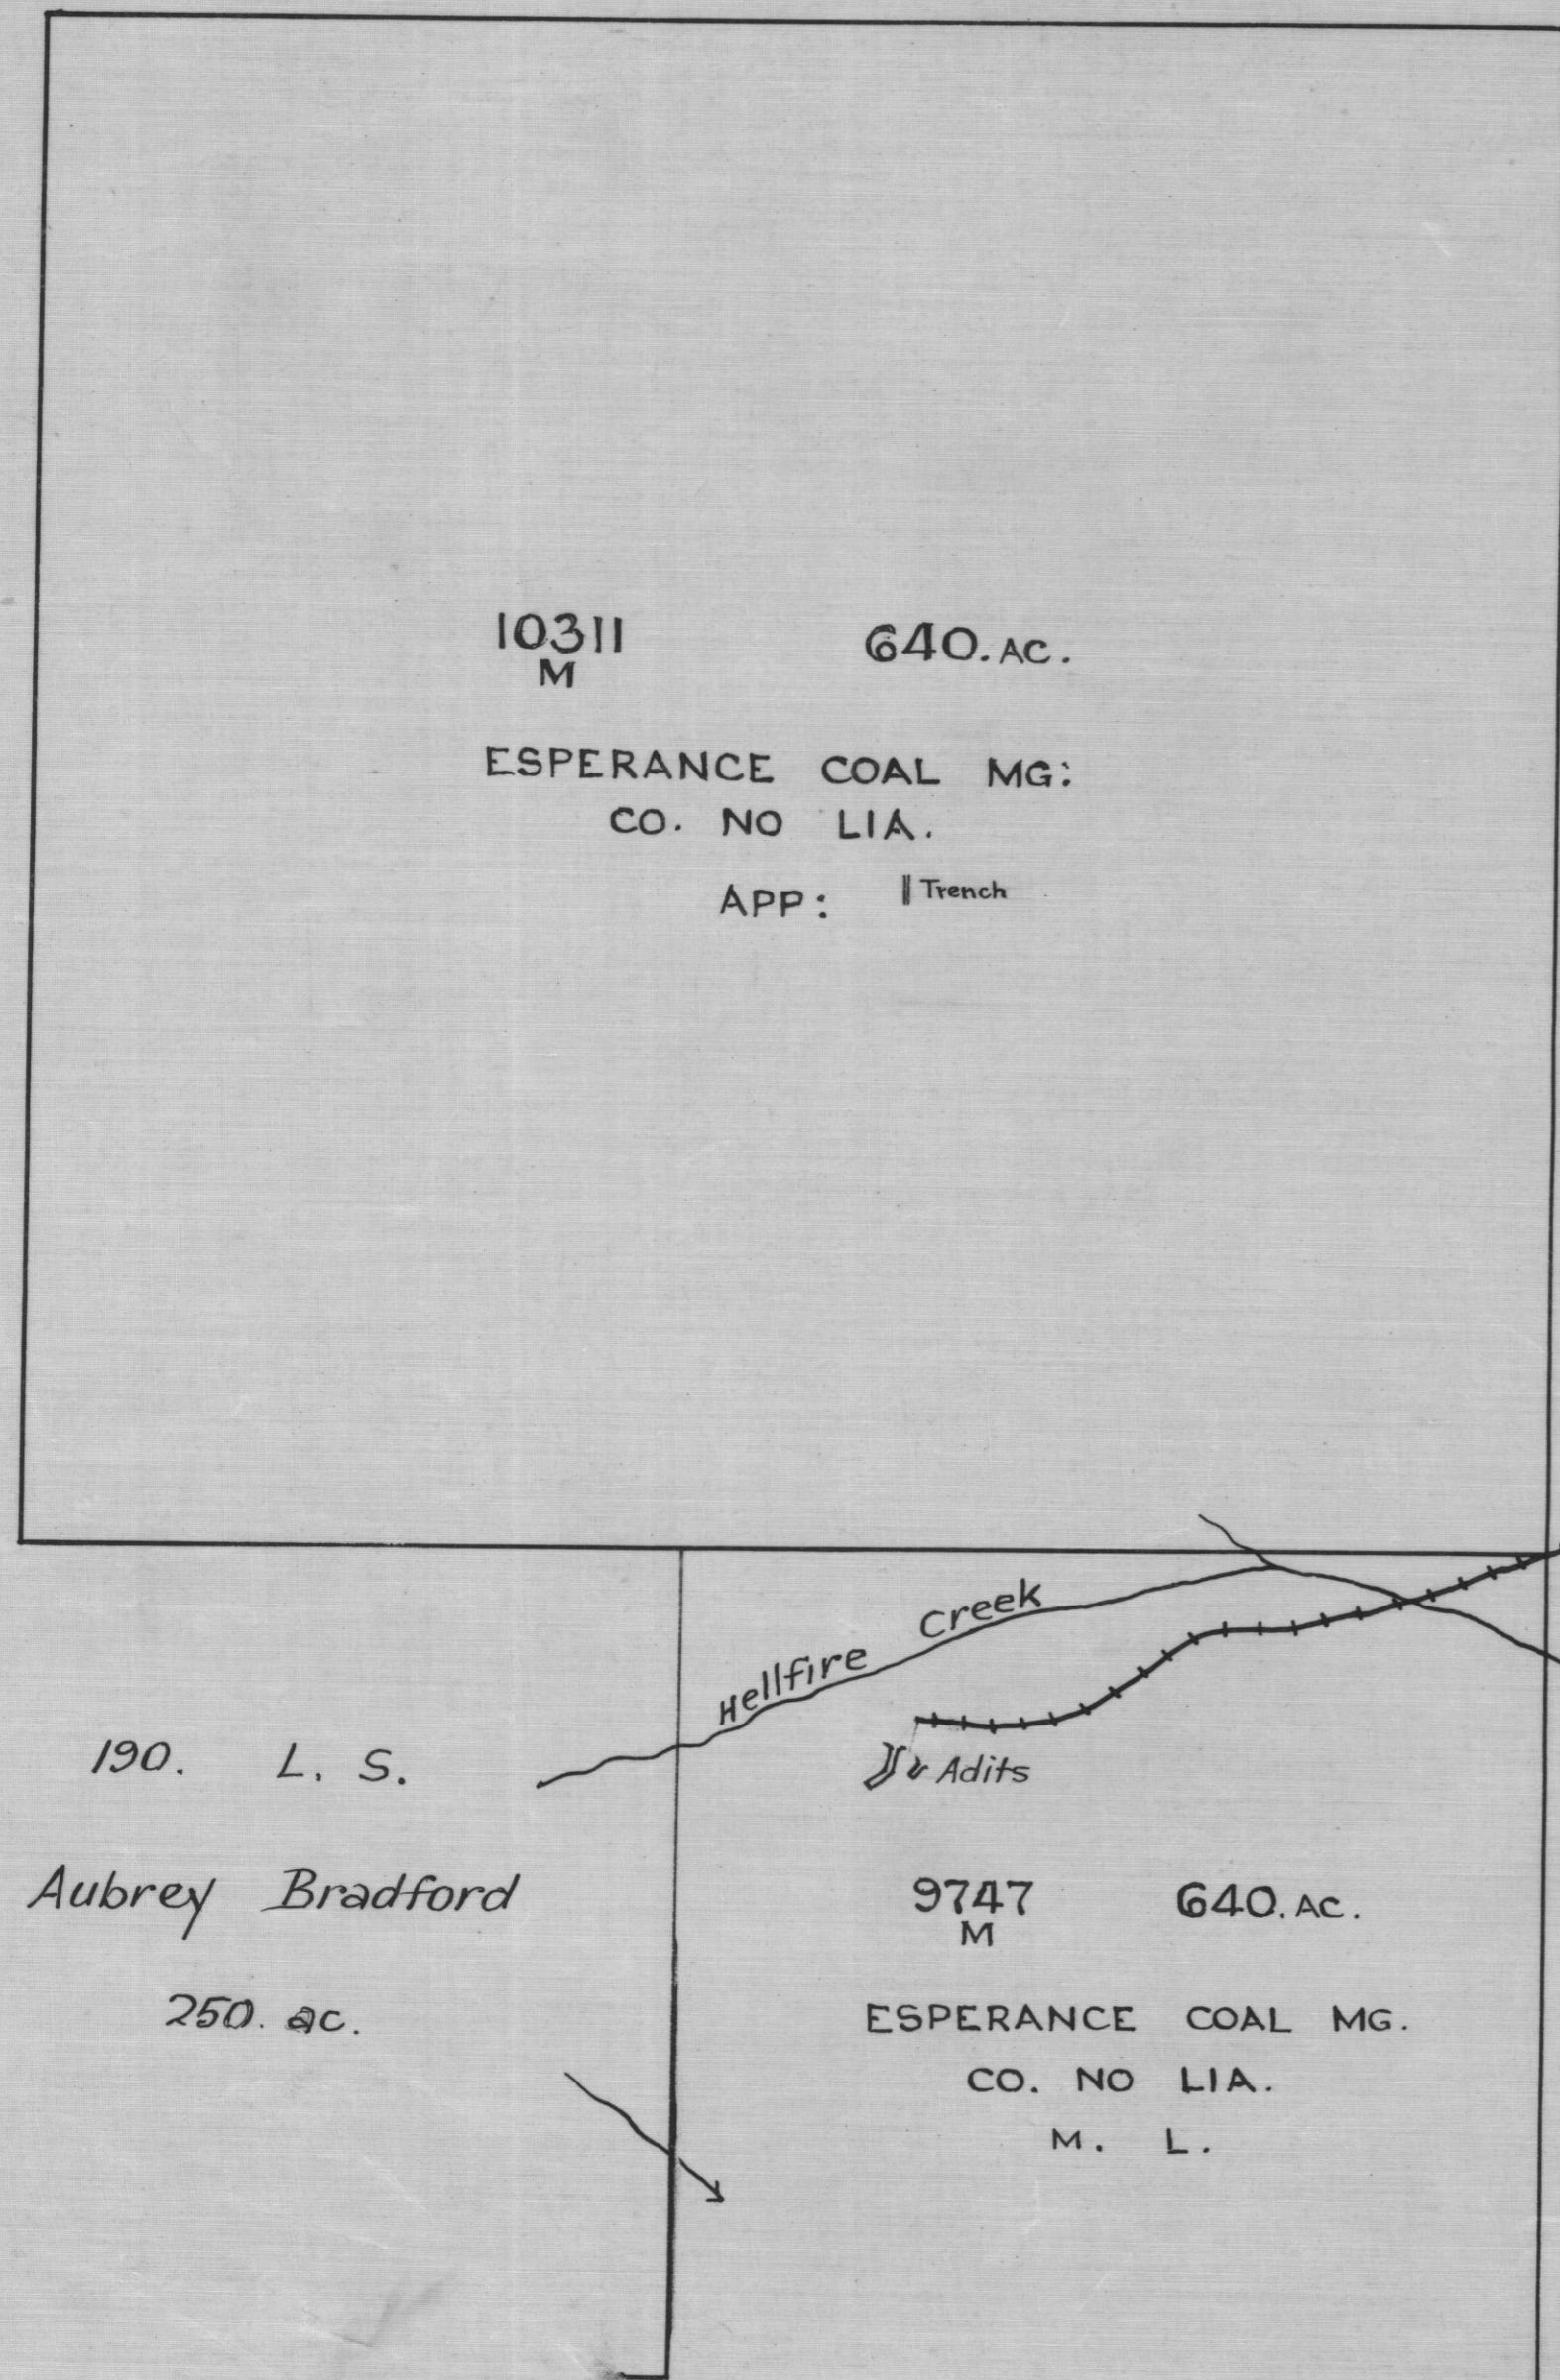 10311 640. AC.
M
ESPERANCE COAL MG:
CO. NO LIA.
APP: Trench
Hellfire Creek
190. L. S.
Adits
Aubrey Bradford
9747 640. AC.
M
250. ac.
ESPERANCE COAL MG.
CO. NO LIA.
M. L.